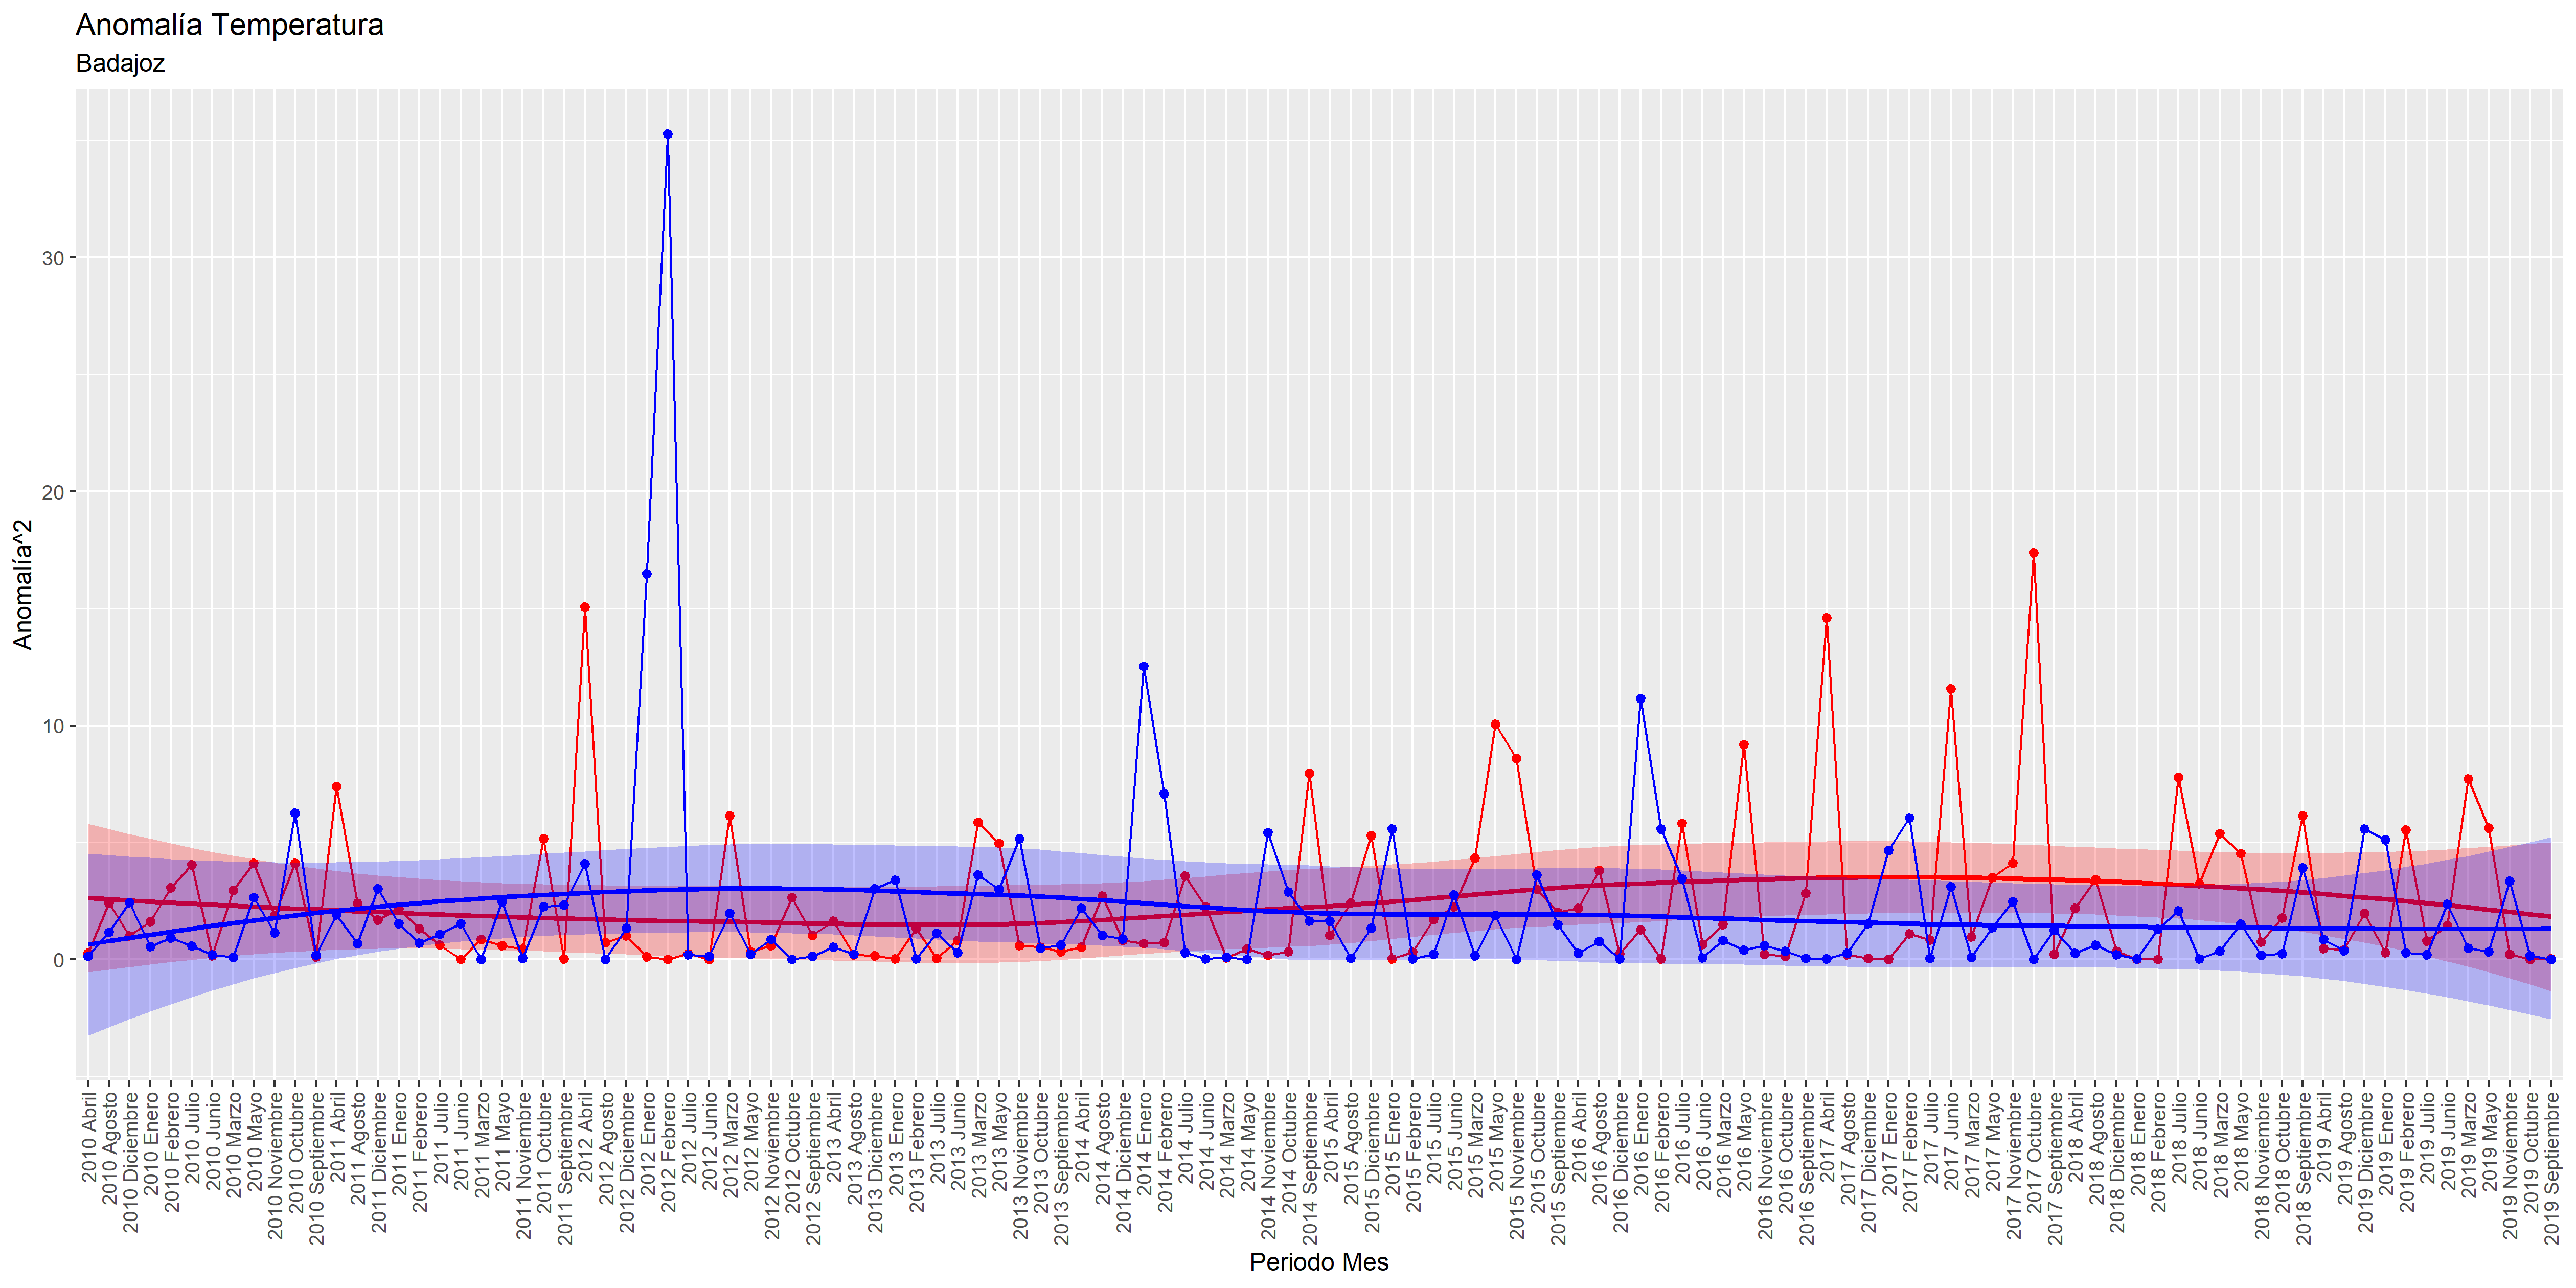 Anomalía Temperatura
Badajoz
Anomalía^2
30
20
10
0
2010 Abril
2010 Agosto
2010 Diciembre
2010 Enero
2010 Febrero
2010 Julio
2010 Junio
2010 Marzo
2010 Mayo
2010 Noviembre
2010 Octubre
2010 Septiembre
2011 Abril
2011 Agosto
2011 Diciembre
2011 Enero
2011 Febrero
2011 Julio
2011 Junio
2011 Marzo
2011 Mayo
2011 Noviembre
2011 Octubre
2011 Septiembre
2012 Abril
2012 Agosto
2012 Diciembre
2012 Enero
2012 Febrero
2012 Julio
2012 Junio
2012 Marzo
2012 Mayo
2012 Noviembre
2012 Octubre
2012 Septiembre
2013 Abril
2013 Agosto
2013 Diciembre
2013 Enero
2013 Febrero
2013 Julio
2013 Junio
2013 Marzo
2013 Mayo
2013 Noviembre
2013 Octubre
2013 Septiembre
2014 Abril
2014 Agosto
2014 Diciembre
2014 Enero
2014 Febrero
2014 Julio
2014 Junio
2014 Marzo
2014 Mayo
2014 Noviembre
2014 Octubre
2014 Septiembre
2015 Abril
2015 Agosto
2015 Diciembre
2015 Enero
2015 Febrero
2015 Julio
2015 Junio
2015 Marzo
2015 Mayo
2015 Noviembre
2015 Octubre
2015 Septiembre
2016 Abril
2016 Agosto
2016 Diciembre
2016 Enero
2016 Febrero
2016 Julio
2016 Junio
2016 Marzo
2016 Mayo
2016 Noviembre
2016 Octubre
2016 Septiembre
2017 Abril
2017 Agosto
2017 Diciembre
2017 Enero
2017 Febrero
2017 Julio
2017 Junio
2017 Marzo
2017 Mayo
2017 Noviembre
2017 Octubre
2017 Septiembre
2018 Abril
2018 Agosto
2018 Diciembre
2018 Enero
2018 Febrero
2018 Julio
2018 Junio
2018 Marzo
2018 Mayo
2018 Noviembre
2018 Octubre
2018 Septiembre
2019 Abril
2019 Agosto
2019 Diciembre
2019 Enero
2019 Febrero
2019 Julio
2019 Junio
2019 Marzo
2019 Mayo
2019 Noviembre
2019 Octubre
2019 Septiembre
Periodo Mes